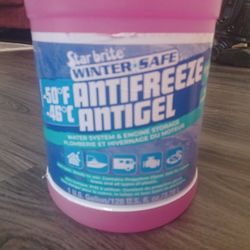 Star brite
WINTER-SAFE
-50°F
-46°C
ANTIFREEZE
ANTIGEL
WATER SYSTEM & ENGINE STORAGE
PLOMBERIE ET HIVERNAGE DU MOTEUR